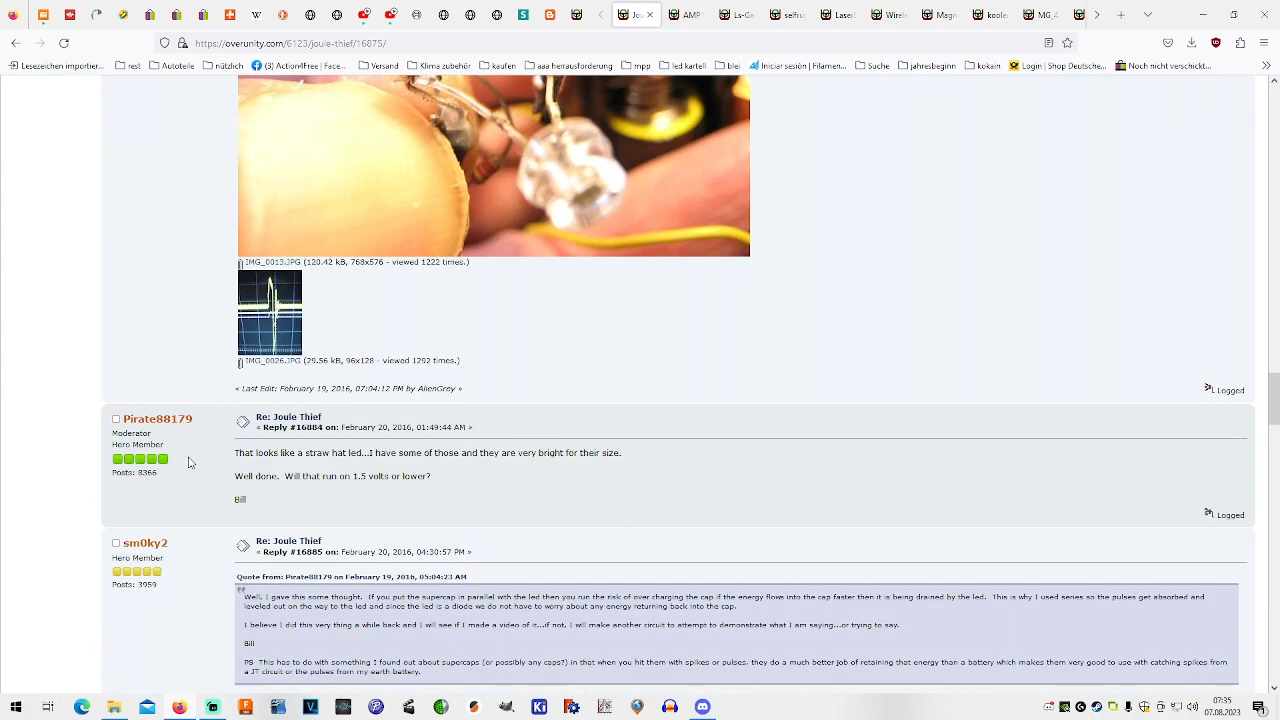 Jou
AMP
Ls-
selfru
Laser
Wirele
Magn
koole
MG_4
https://overunity.com/6123/joule-thief/16875/
Lesezeichen importier...
rest
Autoteile
nützlich
(3) Action4Free | Face...
Versand
Klima zubehör
kaufen
aaa herrausforderung
mpp
led kartell
blei
Iniciar sesión / Filamen...
Suche
jahresbeginn
kokain
Login | Shop Deutsch...
Noch nicht verschickt...
IMG_0013.JPG (120.42 kB, 768x576 - viewed 1222 times.)
IMG_0026.JPG (29.56 kB, 96x128 - viewed 1292 times.)
« Last Edit: February 19, 2016, 07:04:12 PM by AlienGrey »
Logged
Pirate88179
Moderator
Hero Member
Posts: 8366
Re: Joule Thief
« Reply #16884 on: February 20, 2016, 01:49:44 AM »
That looks like a straw hat led...I have some of those and they are very bright for their size.
Well done. Will that run on 1.5 volts or lower?
Bill
Logged
sm0ky2
Hero Member
Posts: 3959
Re: Joule Thief
« Reply #16885 on: February 20, 2016, 04:30:57 PM »
Quote from: Pirate88179 on February 19, 2016, 05:04:23 AM
Well, I gave this some thought. If you put the supercap in parallel with the led then you run the risk of over charging the cap if the energy flows into the cap faster then it is being drained by the led. This is why I used series so the pulses get absorbed and
leveled out on the way to the led and since the led is a diode we do not have to worry about any energy returning back into the cap.
I believe I did this very thing a while back and I will see if I made a video of it...if not, I will make another circuit to attempt to demonstrate what I am saying...or trying to say.
Bill
PS This has to do with something I found out about supercaps (or possibly any caps?) in that when you hit them with spikes or pulses, they do a much better job of retaining that energy than a battery which makes them very good to use with catching spikes from
a JT circuit or the pulses from my earth battery.
07:35
07.08.2023